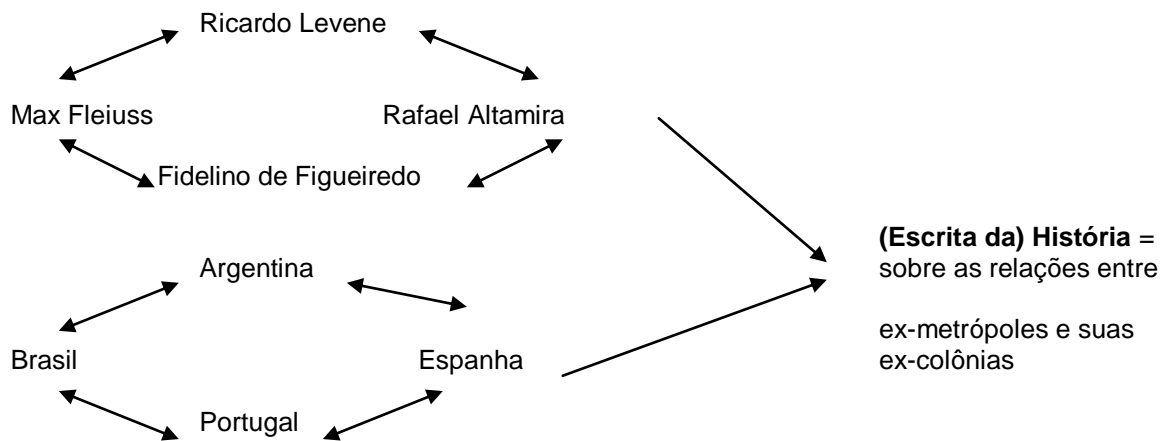 Ricardo Levene
Max Fleiuss
Rafael Altamira
Fidelino de Figueiredo
Argentina
Brasil
Espanha
Portugal
(Escrita da) História =
sobre as relações entre
ex-metrópoles e suas
ex-colônias